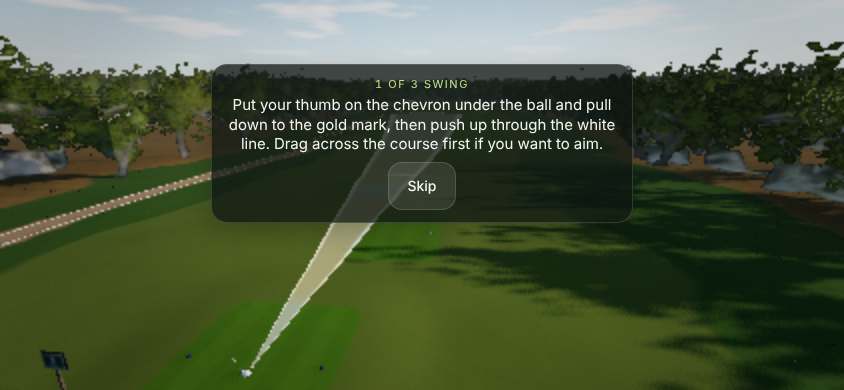 1 OF 3 SWING
Put your thumb on the chevron under the ball and pull
down to the gold mark, then push up through the white
line. Drag across the course first if you want to aim.
Skip